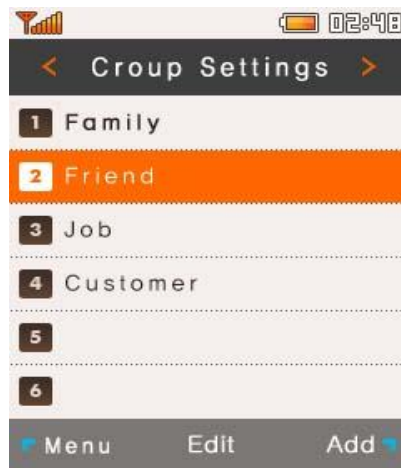 02:48
< Croup Settings >
1 Family
2 Friend
3 Job
4 Customer
5
6
Menu Edit Add